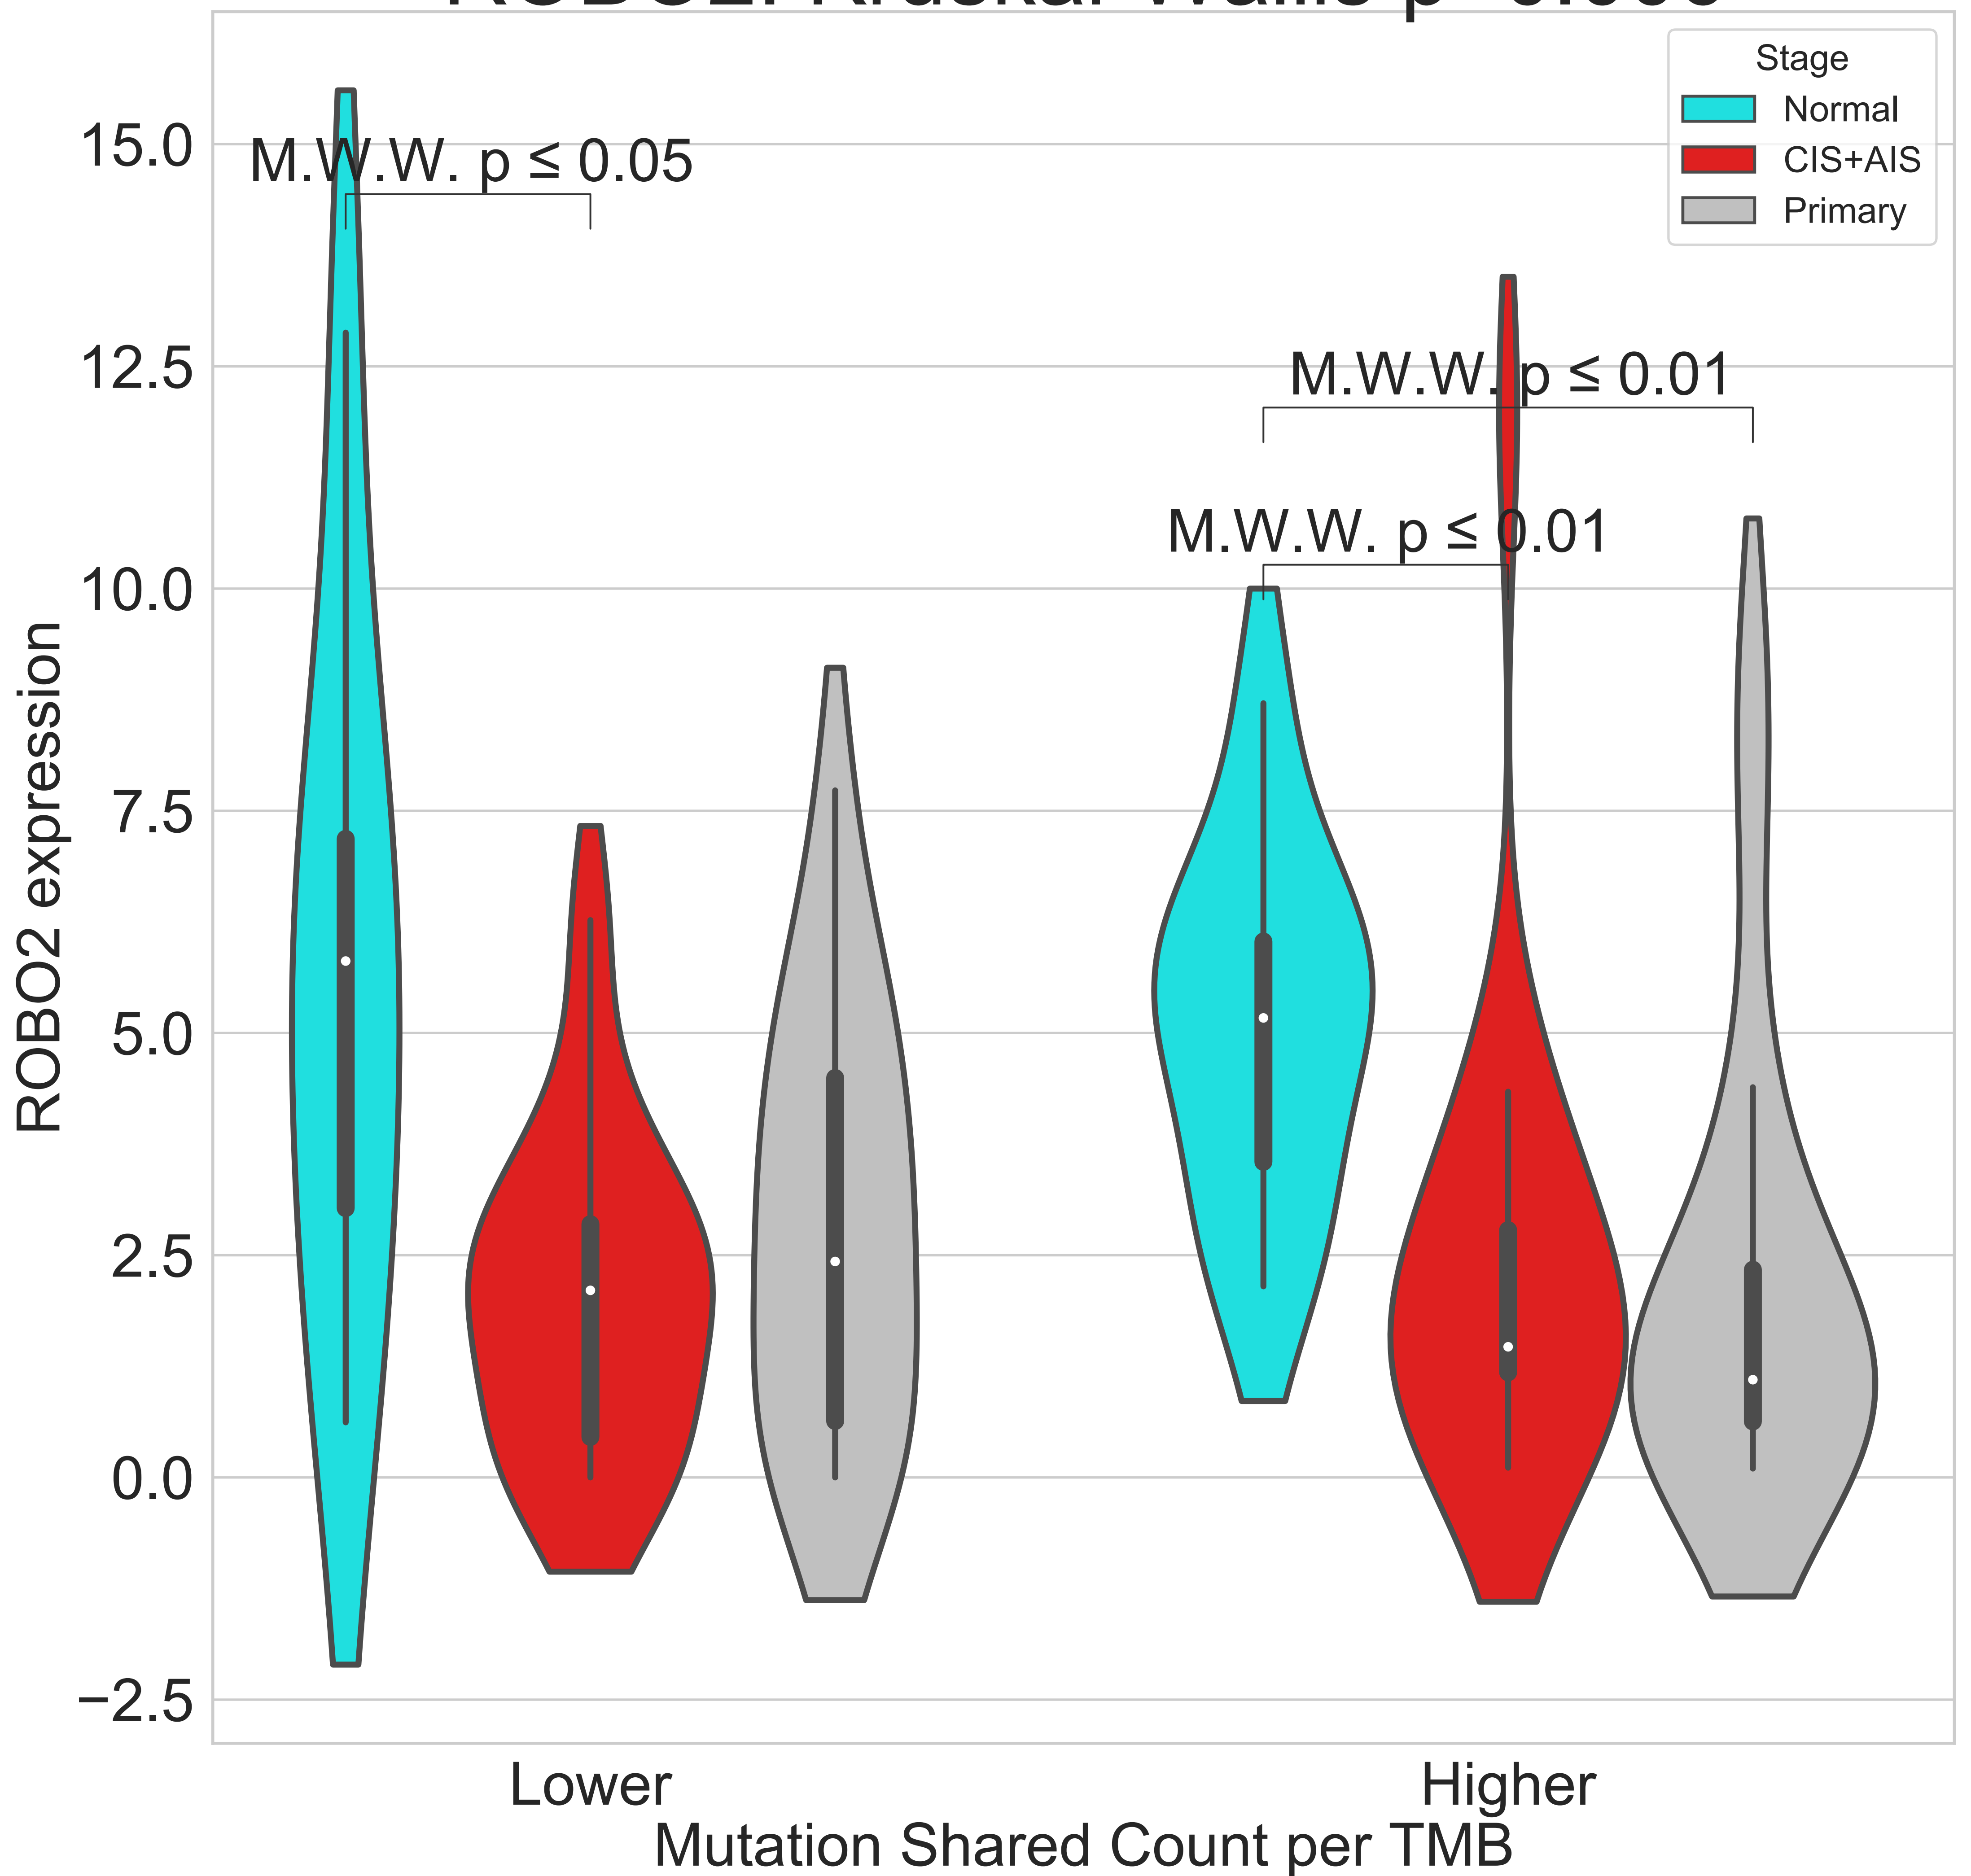 Stage
Normal
CIS+AIS
Primary
M.W.W. p ≤ 0.05
M.W.W. p ≤ 0.01
M.W.W. p ≤ 0.01
15.0
12.5
10.0
7.5
5.0
2.5
0.0
−2.5
ROBO2 expression
Lower
Higher
Mutation Shared Count per TMB